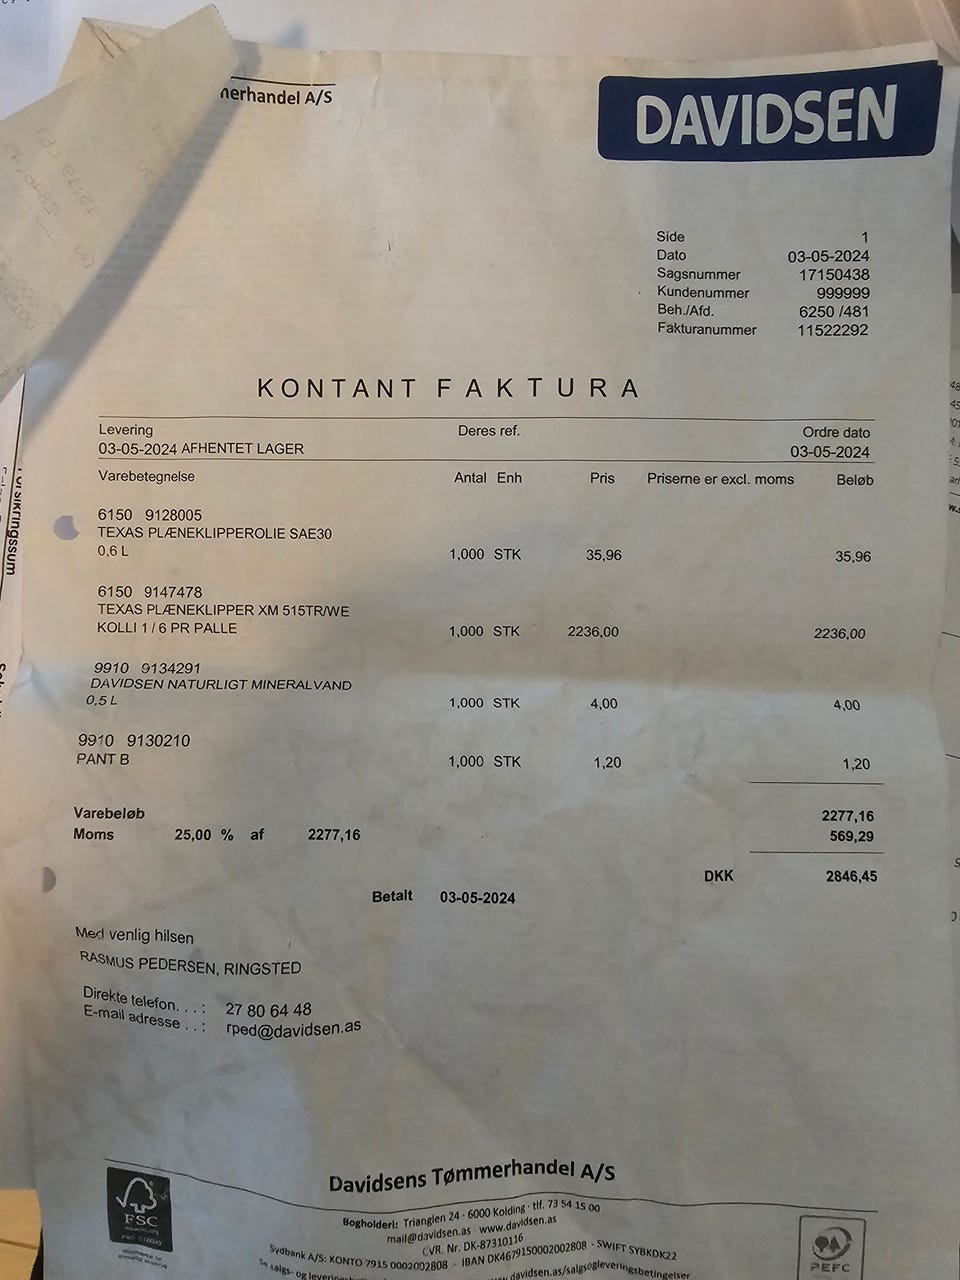 merhandel A/S
DAVIDSEN
Side 1
Dato 03-05-2024
Sagsnummer 17150438
Kundenummer 999999
Beh./Afd. 6250 /481
Fakturanummer 11522292
KONTANT FAKTURA
Levering Deres ref. Ordre dato
03-05-2024 AFHENTET LAGER 03-05-2024
Varebetegnelse Antal Enh Pris Priserne er excl. moms Beløb
6150 9128005
TEXAS PLÆNEKLIPPEROLIE SAE30
0,6 L 1,000 STK 35,96 35,96
6150 9147478
TEXAS PLÆNEKLIPPER XM 515TR/WE
KOLLI 1 / 6 PR PALLE 1,000 STK 2236,00 2236,00
9910 9134291
DAVIDSEN NATURLIGT MINERALVAND
0,5 L 1,000 STK 4,00 4,00
9910 9130210
PANT B 1,000 STK 1,20 1,20
Varebeløb 2277,16
Moms 25,00 % af 2277,16 569,29
DKK 2846,45
Betalt 03-05-2024
Med venlig hilsen
RASMUS PEDERSEN, RINGSTED
Direkte telefon. . . : 27 80 64 48
E-mail adresse . . : rped@davidsen.as
Davidsens Tømmerhandel A/S
Bogholderi: Trianglen 24 · 6000 Kolding · tlf. 73 54 15 00
mail@davidsen.as · www.davidsen.as
CVR. Nr. DK-87310116
Sydbank A/S: KONTO 7915 0002002808 - IBAN DK4679150002002808 - SWIFT SYBKDK22
Se salgs- og www.davidsen.as/salgsogleveringsbetingelser
FSC
PEFC
Forsikringssum